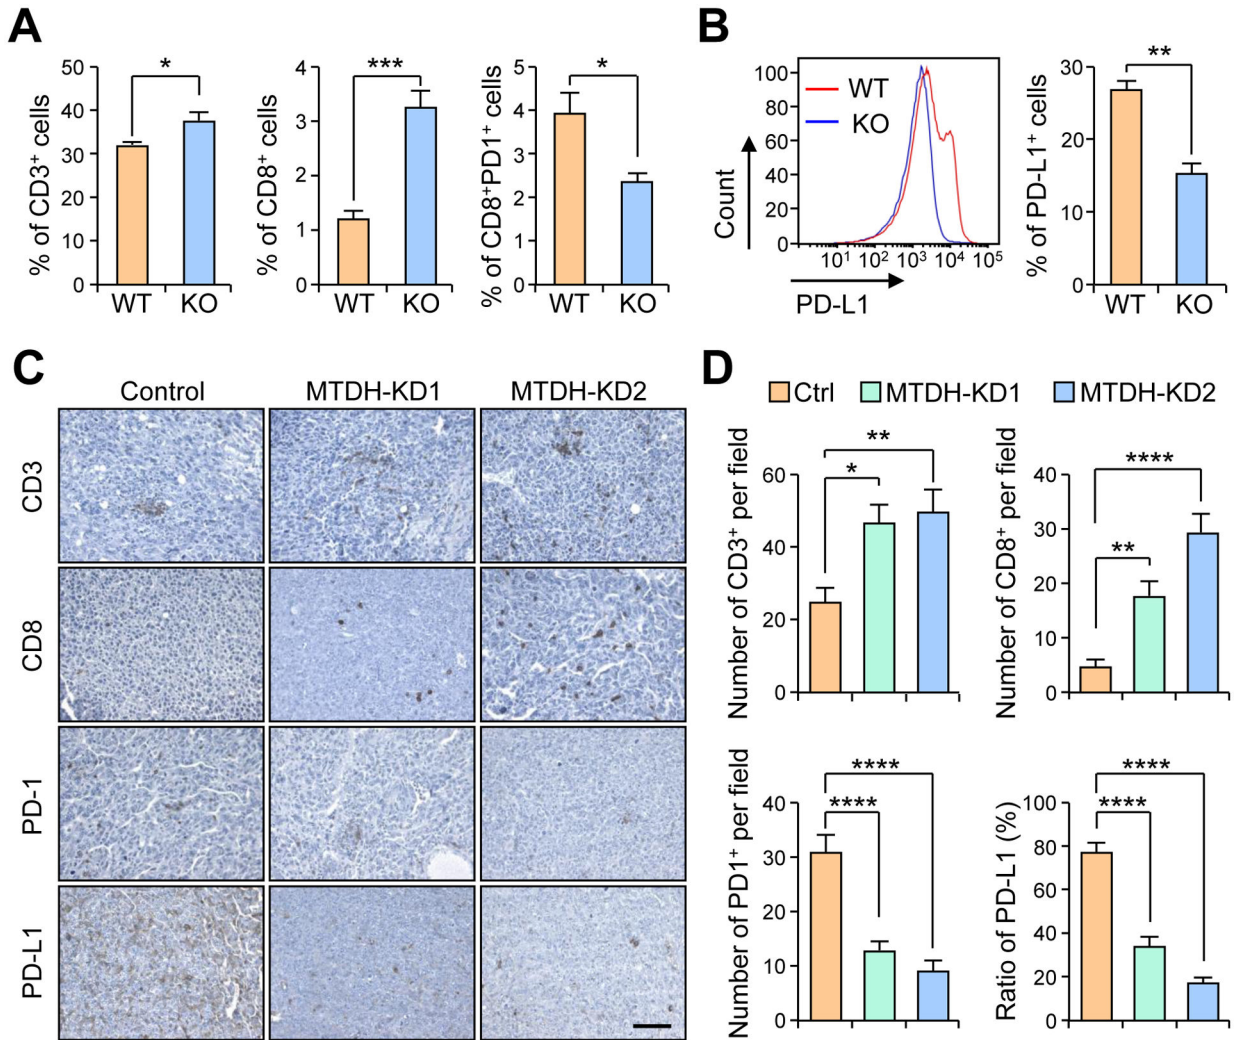 A
% of CD3⁺ cells
50
40
30
20
10
0
*
WT KO
% of CD8⁺ cells
4
3
2
1
0
***
WT KO
% of CD8⁺PD1⁺ cells
5
4
3
2
1
0
*
WT KO
B
Count
100
80
60
40
20
0
WT
KO
10¹ 10² 10³ 10⁴ 10⁵
PD-L1
% of PD-L1⁺ cells
30
20
10
0
**
WT KO
C
Control MTDH-KD1 MTDH-KD2
CD3
CD8
PD-1
PD-L1
D
Ctrl MTDH-KD1 MTDH-KD2
Number of CD3⁺ per field
60
40
20
0
**
*
Number of CD8⁺ per field
40
30
20
10
0
****
**
Number of PD1⁺ per field
40
30
20
10
0
****
****
Ratio of PD-L1 (%)
100
80
60
40
20
0
****
****